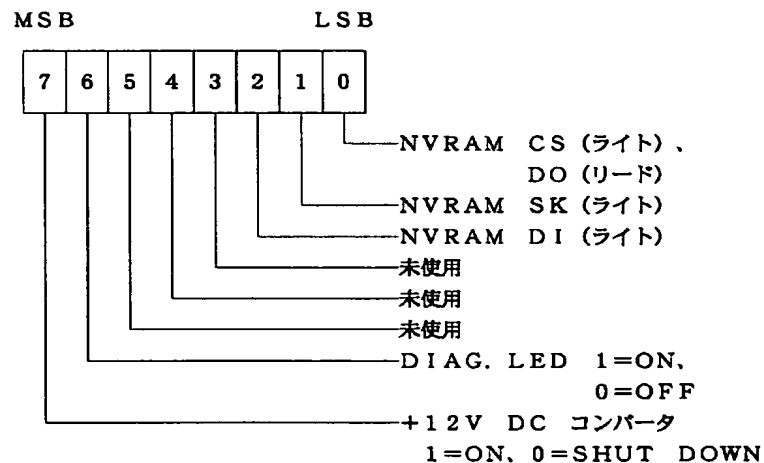 MSB LSB
7 6 5 4 3 2 1 0
NVRAM CS(ライト)、
DO(リード)
NVRAM SK(ライト)
NVRAM DI(ライト)
未使用
未使用
未使用
DIAG. LED 1=ON、
0=OFF
+12V DC コンバータ
1=ON、0=SHUT DOWN